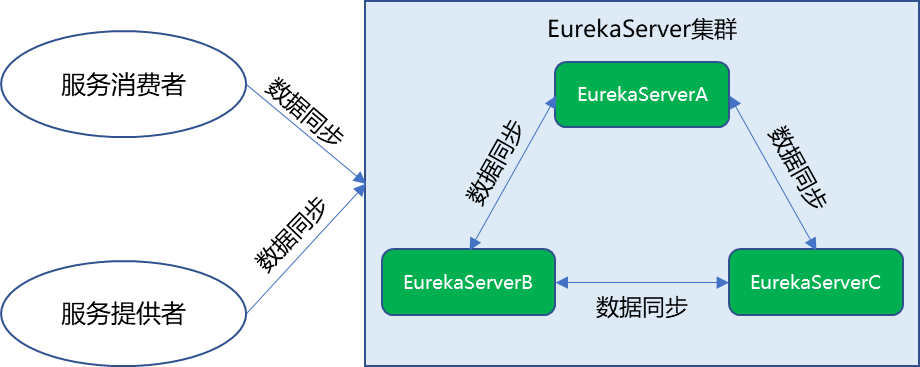 EurekaServer集群
服务消费者
数据同步
EurekaServerA
数据同步
数据同步
数据同步
EurekaServerB
EurekaServerC
数据同步
服务提供者